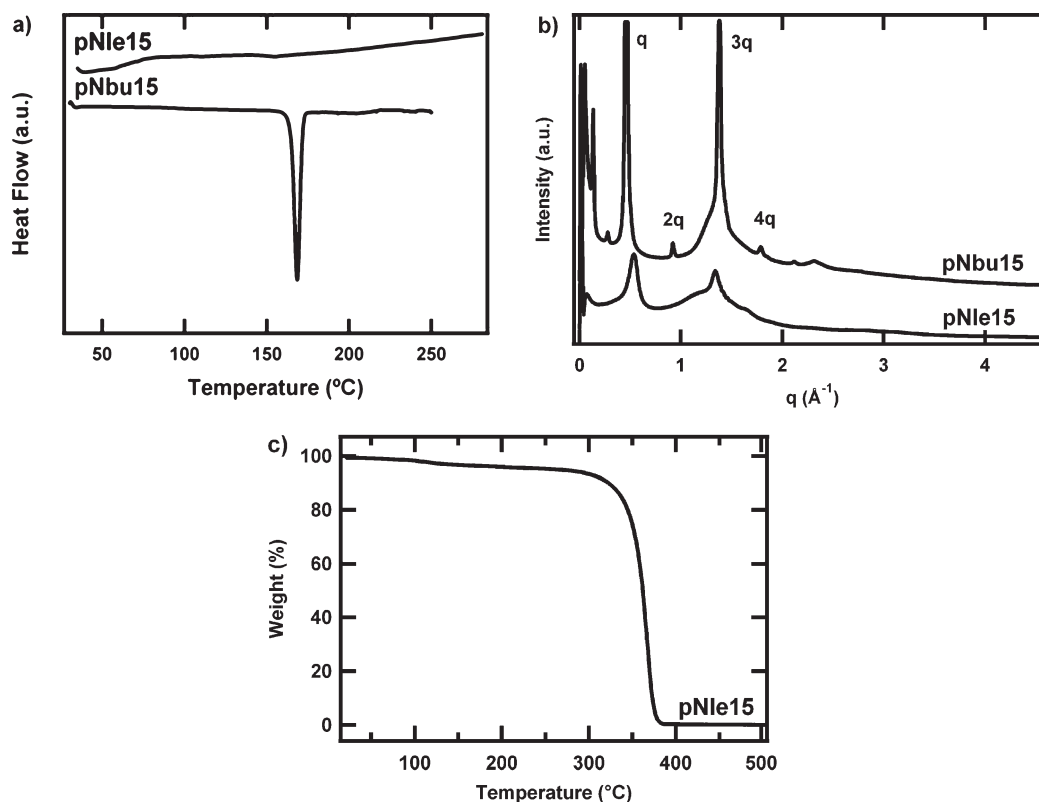 a)
pNle15
pNbu15
Heat Flow (a.u.)
50 100 150 200 250
Temperature (ºC)
b)
q 3q
2q 4q
pNbu15
pNle15
Intensity (a.u.)
0 1 2 3 4
q (Å⁻¹)
c)
100
80
60
40
20
0
Weight (%)
pNle15
100 200 300 400 500
Temperature (°C)